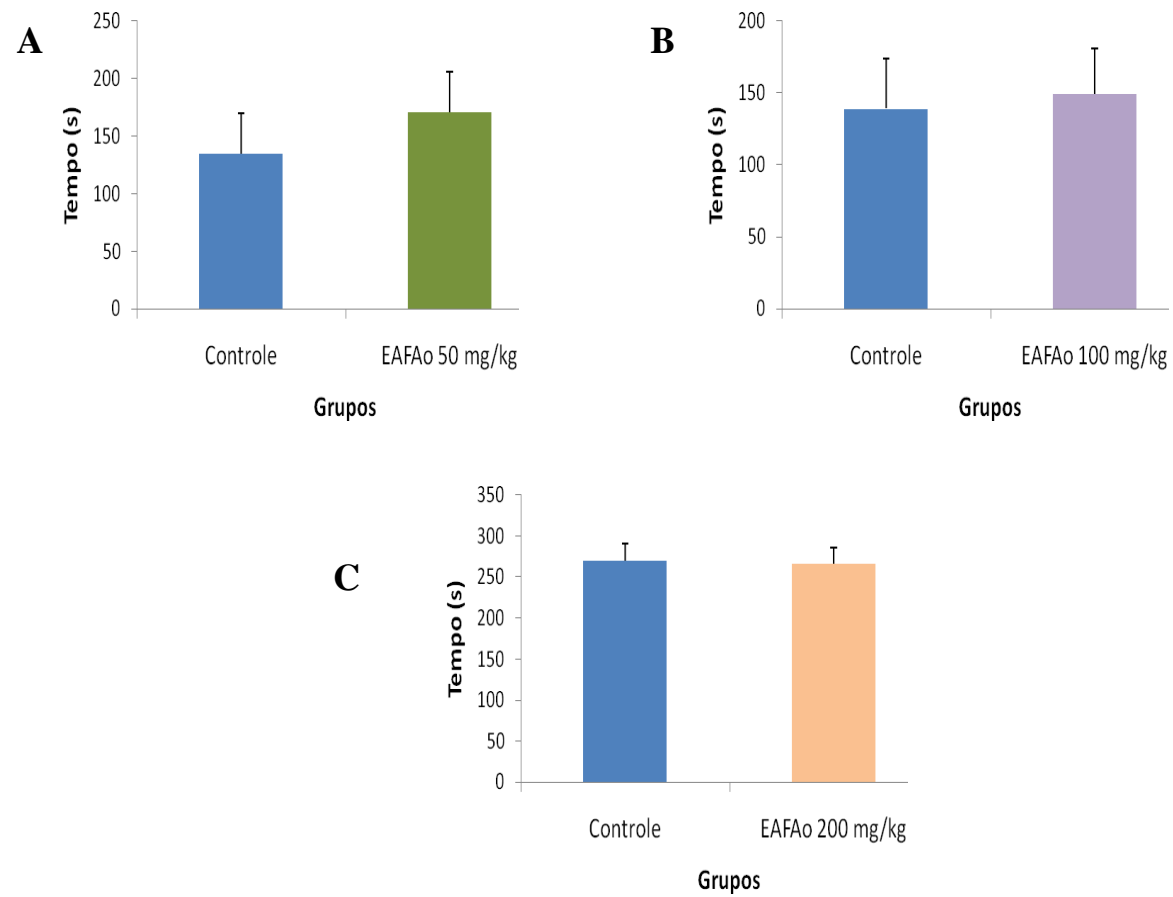 A
Tempo (s)
250
200
150
100
50
0
Controle
EAFAo 50 mg/kg
Grupos
B
Tempo (s)
200
150
100
50
0
Controle
EAFAo 100 mg/kg
Grupos
C
Tempo (s)
350
300
250
200
150
100
50
0
Controle
EAFAo 200 mg/kg
Grupos